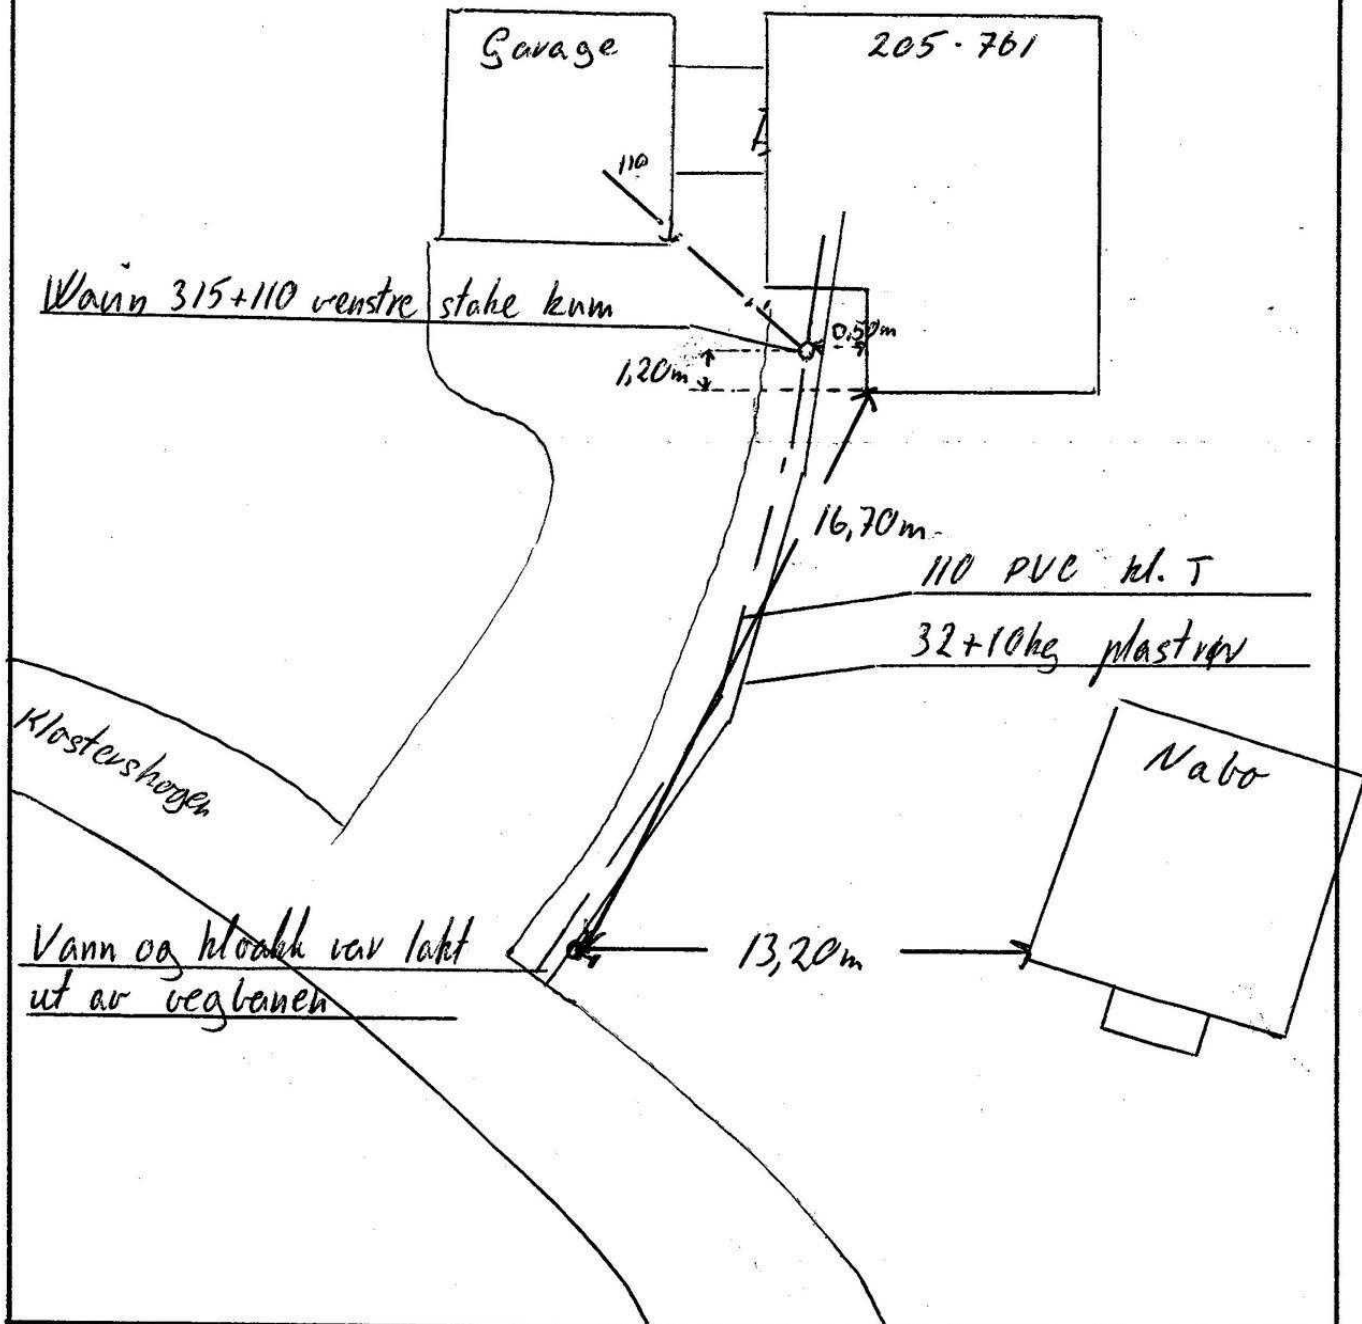 Garage
205 - 761
110
Wavin 315+110 venstre stake kum
0,50m
1,20m
16,70m
110 PVC kl. T
32+10kg plastrør
Klosterskogen
Nabo
Vann og kloakk var lakt
13,20m
ut av vegbanen